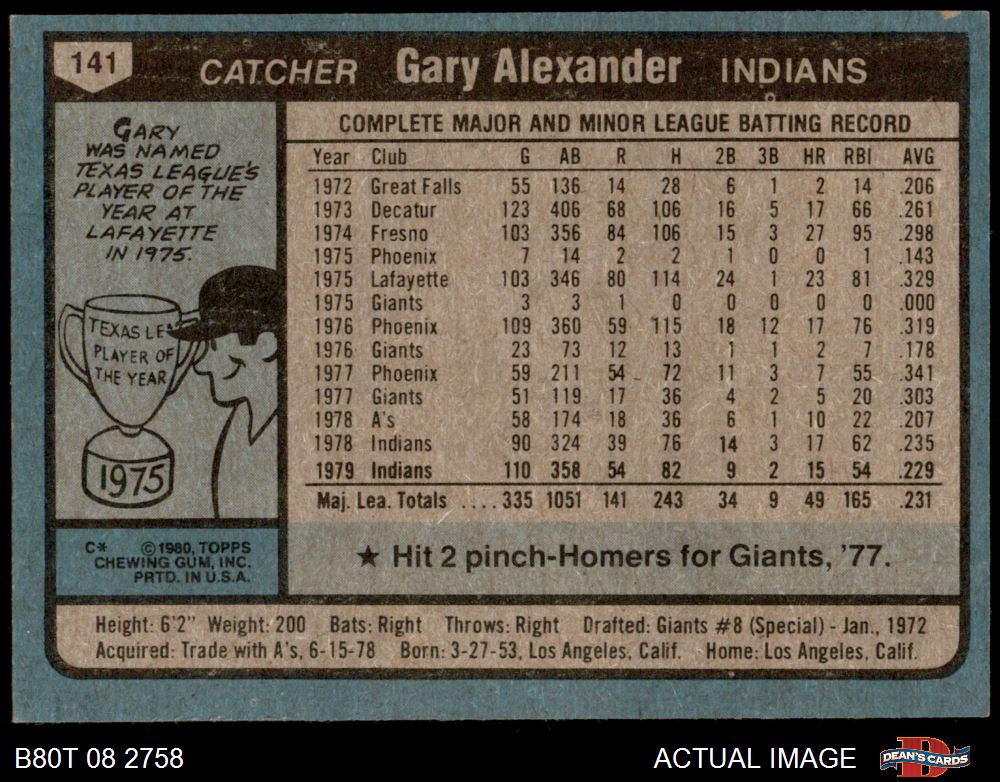 141 CATCHER Gary Alexander INDIANS
GARY
WAS NAMED
TEXAS LEAGUE'S
PLAYER OF THE
YEAR AT
LAFAYETTE
IN 1975.
TEXAS LE
PLAYER OF
THE YEAR
1975
C* ©1980, TOPPS
CHEWING GUM, INC.
PRTD. IN U.S.A.
COMPLETE MAJOR AND MINOR LEAGUE BATTING RECORD
Year Club G AB R H 2B 3B HR RBI AVG
1972 Great Falls 55 136 14 28 6 1 2 14 .206
1973 Decatur 123 406 68 106 16 5 17 66 .261
1974 Fresno 103 356 84 106 15 3 27 95 .298
1975 Phoenix 7 14 2 2 1 0 0 1 .143
1975 Lafayette 103 346 80 114 24 1 23 81 .329
1975 Giants 3 3 1 0 0 0 0 0 .000
1976 Phoenix 109 360 59 115 18 12 17 76 .319
1976 Giants 23 73 12 13 1 1 2 7 .178
1977 Phoenix 59 211 54 72 11 3 7 55 .341
1977 Giants 51 119 17 36 4 2 5 20 .303
1978 A's 58 174 18 36 6 1 10 22 .207
1978 Indians 90 324 39 76 14 3 17 62 .235
1979 Indians 110 358 54 82 9 2 15 54 .229
Maj. Lea. Totals ....335 1051 141 243 34 9 49 165 .231
★ Hit 2 pinch-Homers for Giants, '77.
Height: 6'2" Weight: 200 Bats: Right Throws: Right Drafted: Giants #8 (Special) - Jan., 1972
Acquired: Trade with A's, 6-15-78 Born: 3-27-53, Los Angeles, Calif. Home: Los Angeles, Calif.
B80T 08 2758 ACTUAL IMAGE DEAN'S CARDS